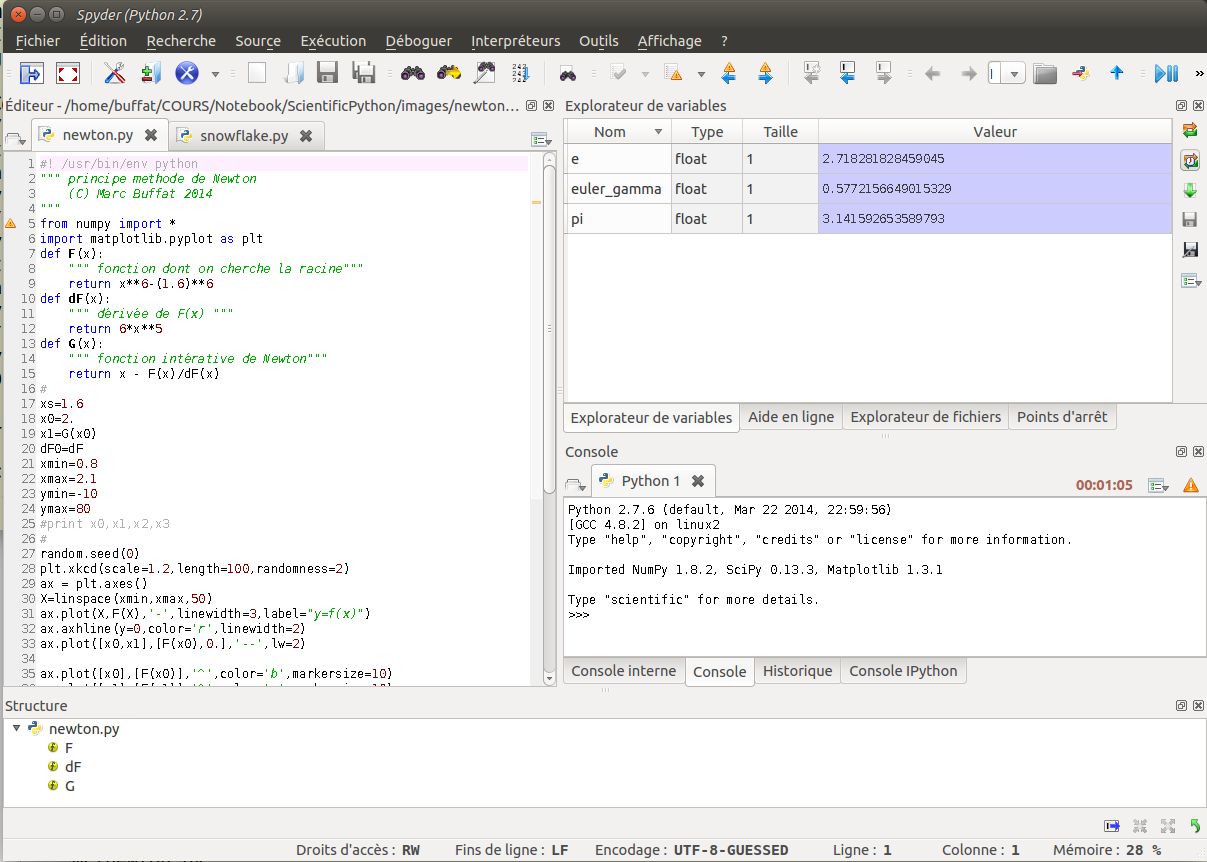 Spyder (Python 2.7)
Fichier Édition Recherche Source Exécution Déboguer Interpréteurs Outils Affichage ?
Éditeur - /home/buffat/COURS/Notebook/ScientificPython/images/newton...
newton.py
snowflake.py
1 #! /usr/bin/env python
2 """ principe methode de Newton
3     (C) Marc Buffat 2014
4 """
5 from numpy import *
6 import matplotlib.pyplot as plt
7 def F(x):
8     """ fonction dont on cherche la racine"""
9     return x**6-(1.6)**6
10 def dF(x):
11     """ dérivée de F(x) """
12     return 6*x**5
13 def G(x):
14     """ fonction intérative de Newton"""
15     return x - F(x)/dF(x)
16 #
17 xs=1.6
18 x0=2.
19 x1=G(x0)
20 dF0=dF
21 xmin=0.8
22 xmax=2.1
23 ymin=-10
24 ymax=80
25 #print x0,x1,x2,x3
26 #
27 random.seed(0)
28 plt.xkcd(scale=1.2,length=100,randomness=2)
29 ax = plt.axes()
30 X=linspace(xmin,xmax,50)
31 ax.plot(X,F(X),'-',linewidth=3,label="y=f(x)")
32 ax.axhline(y=0,color='r',linewidth=2)
33 ax.plot([x0,x1],[F(x0),0.],'--',lw=2)
34
35 ax.plot([x0],[F(x0)],'^',color='b',markersize=10)
Explorateur de variables
Nom Type Taille Valeur
e float 1 2.718281828459045
euler_gamma float 1 0.5772156649015329
pi float 1 3.141592653589793
Explorateur de variables Aide en ligne Explorateur de fichiers Points d'arrêt
Console
Python 1
00:01:05
Python 2.7.6 (default, Mar 22 2014, 22:59:56)
[GCC 4.8.2] on linux2
Type "help", "copyright", "credits" or "license" for more information.
Imported NumPy 1.8.2, SciPy 0.13.3, Matplotlib 1.3.1
Type "scientific" for more details.
>>>
Console interne Console Historique Console IPython
Structure
newton.py
F
dF
G
Droits d'accès : RW Fins de ligne : LF Encodage : UTF-8-GUESSED Ligne : 1 Colonne : 1 Mémoire : 28 %